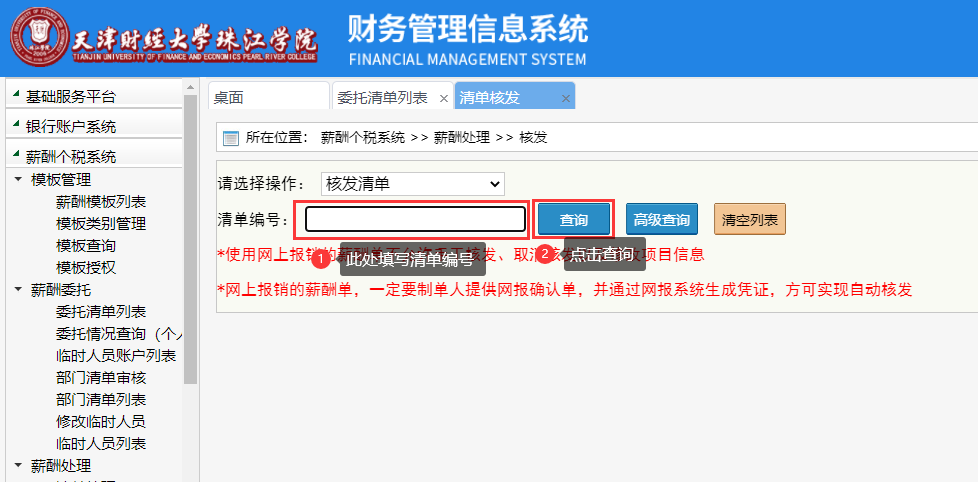 天津财经大學珠江学院
TIANJIN UNIVERSITY OF FINANCE AND ECONOMICS PEARL RIVER COLLEGE
财务管理信息系统
FINANCIAL MANAGEMENT SYSTEM
基础服务平台
银行账户系统
薪酬个税系统
模板管理
薪酬模板列表
模板类别管理
模板查询
模板授权
薪酬委托
委托清单列表
委托情况查询（个
临时人员账户列表
部门清单审核
部门清单列表
修改临时人员
临时人员列表
薪酬处理
桌面 委托清单列表 × 清单核发 ×
所在位置： 薪酬个税系统 >> 薪酬处理 >> 核发
请选择操作： 核发清单
清单编号： 查询 高级查询 清空列表
*使用网上报销的 核发、取消 项目信息
1 此处填写清单编号
2 点击查询
*网上报销的薪酬单，一定要制单人提供网报确认单，并通过网报系统生成凭证，方可实现自动核发